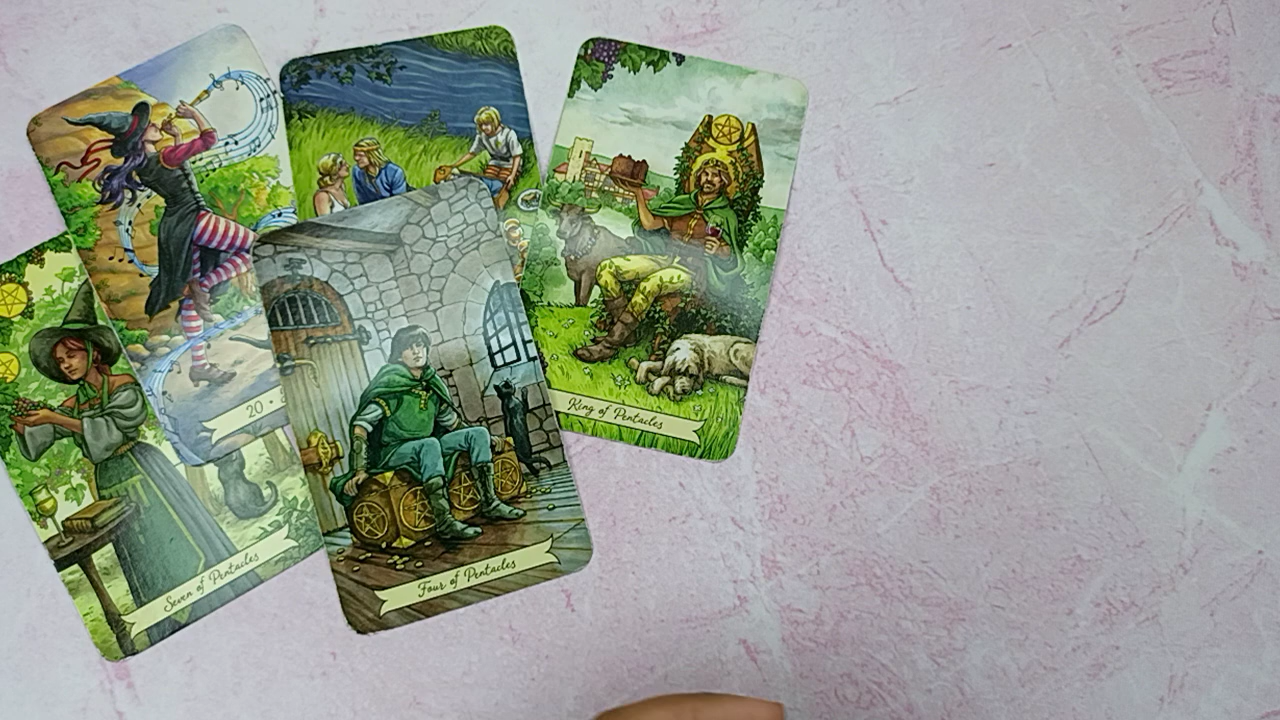 20 •
King of Pentacles
Seven of Pentacles
Four of Pentacles